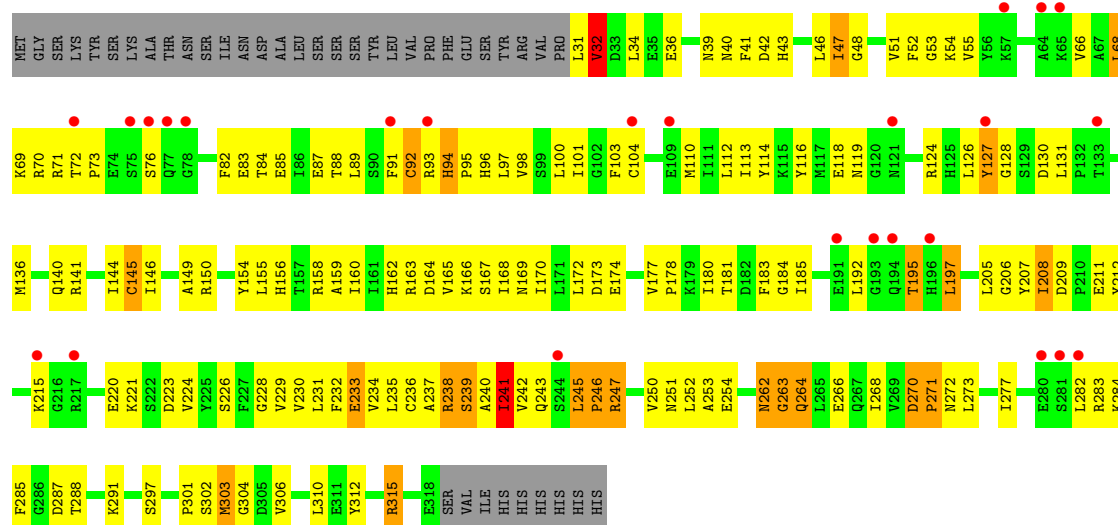 MET GLY SER LYS TYR SER LYS ALA THR ASN SER ILE ASN ASP ALA LEU SER SER SER TYR LEU VAL PRO PHE GLU SER TYR ARG VAL PRO L31 V32 D33 L34 E35 E36 N39 N40 F41 D42 H43 L46 I47 G48 V51 F52 G53 K54 V55 Y56 K57 A64 K65 V66 A67 L68
K69 R70 R71 T72 P73 E74 S75 S76 Q77 G78 F82 E83 T84 E85 I86 E87 T88 L89 S90 F91 C92 R93 H94 P95 H96 L97 V98 S99 L100 I101 G102 F103 C104 E109 M110 I111 L112 I113 Y114 K115 Y116 M117 E118 N119 G120 N121 R124 H125 L126 Y127 G128 S129 D130 L131 P132 T133
M136 Q140 R141 I144 C145 I146 A149 R150 Y154 L155 H156 T157 R158 A159 I160 I161 H162 R163 D164 V165 K166 S167 I168 N169 I170 L171 L172 D173 E174 V177 P178 K179 I180 T181 D182 F183 G184 I185 E191 L192 G193 Q194 T195 H196 L197 L205 G206 Y207 I208 D209 P210 E211 Y212
K215 G216 R217 E220 K221 S222 D223 V224 Y225 S226 F227 G228 V229 V230 L231 F232 E233 V234 L235 C236 A237 R238 S239 A240 I241 V242 Q243 S244 L245 P246 R247 V250 N251 L252 A253 E254 N262 G263 Q264 L265 E266 Q267 I268 V269 D270 P271 N272 L273 I277 E280 S281 L282 R283 K284
F285 G286 D287 T288 K291 S297 P301 S302 M303 G304 D305 V306 L310 E311 Y312 R315 E318 SER VAL ILE HIS HIS HIS HIS HIS HIS